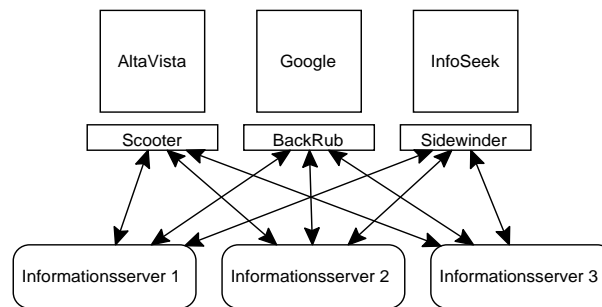 AltaVista
Google
InfoSeek
Scooter
BackRub
Sidewinder
Informationsserver 1
Informationsserver 2
Informationsserver 3